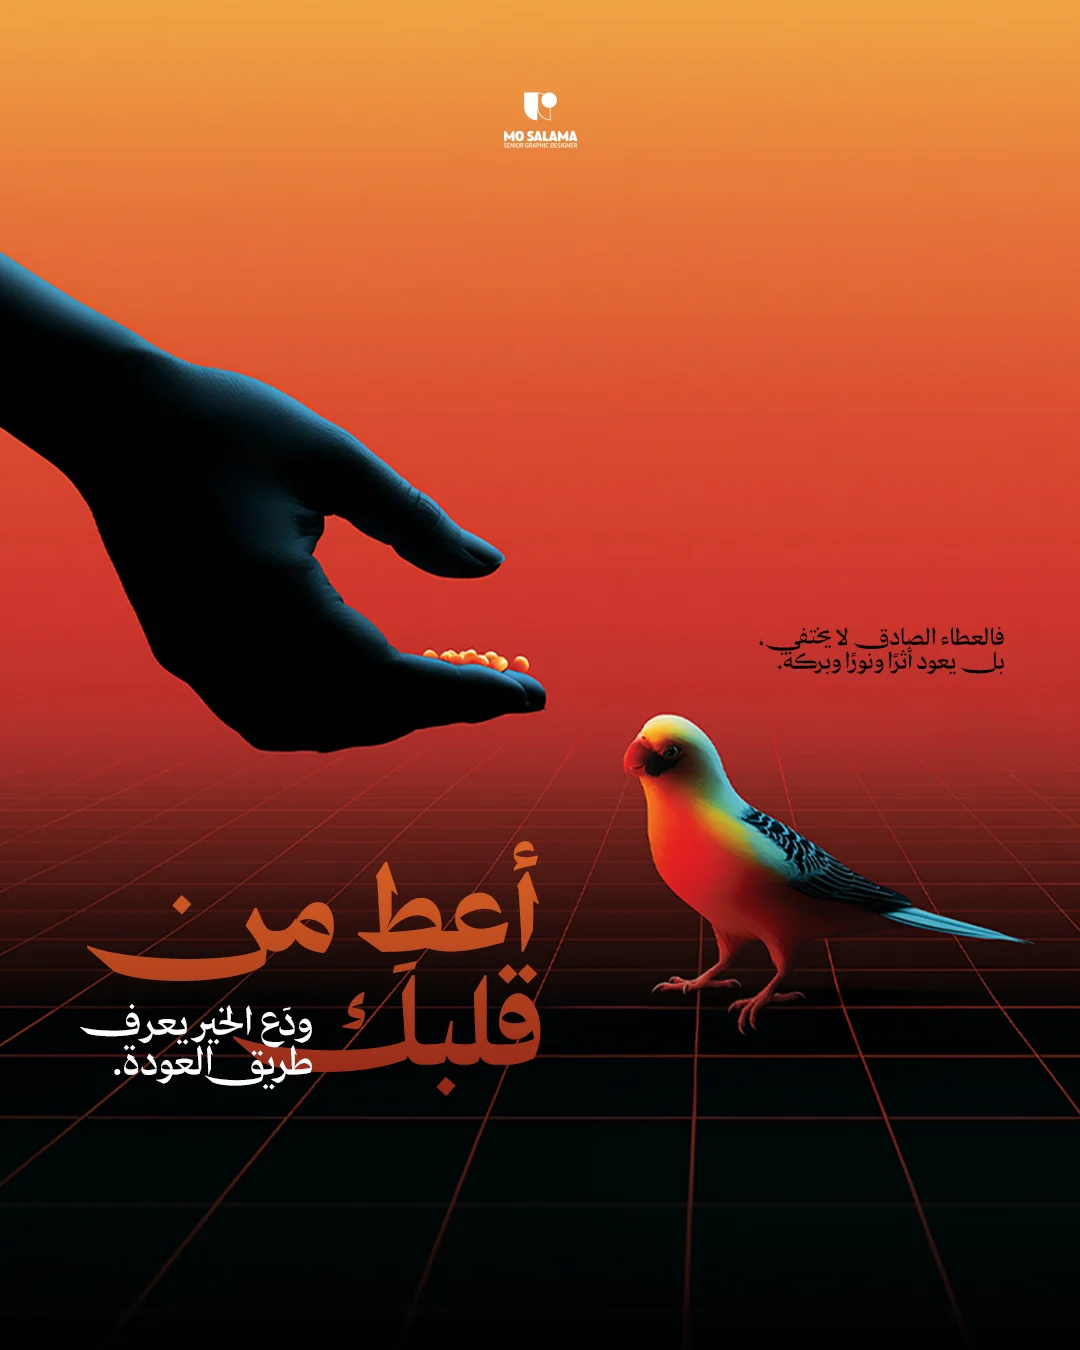 MO SALAMA
SENIOR GRAPHIC DESIGNER
فالعطاء الصادق لا يختفي،
بل يعود أثرًا ونورًا وبركة.
أعطِ من
قلبك
ودَع الخير يعرف
طريق العودة.